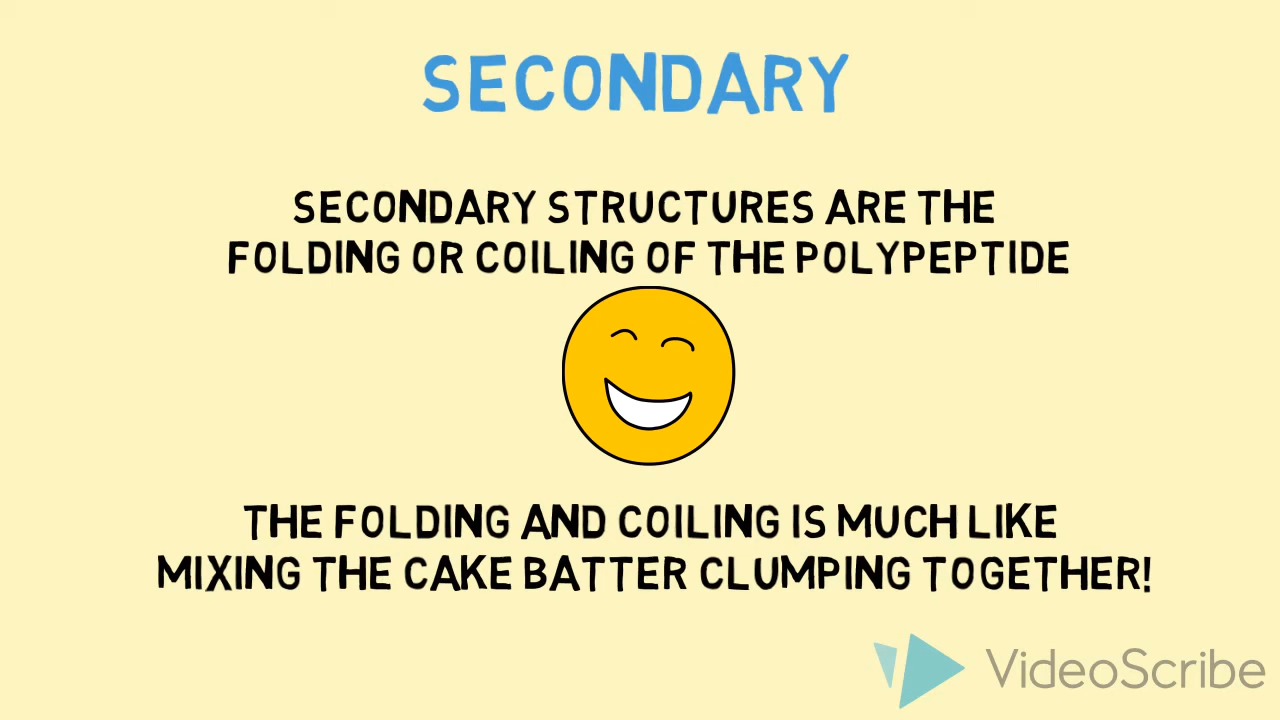 SECONDARY
SECONDARY STRUCTURES ARE THE
FOLDING OR COILING OF THE POLYPEPTIDE
THE FOLDING AND COILING IS MUCH LIKE
MIXING THE CAKE BATTER CLUMPING TOGETHER!
VideoScribe